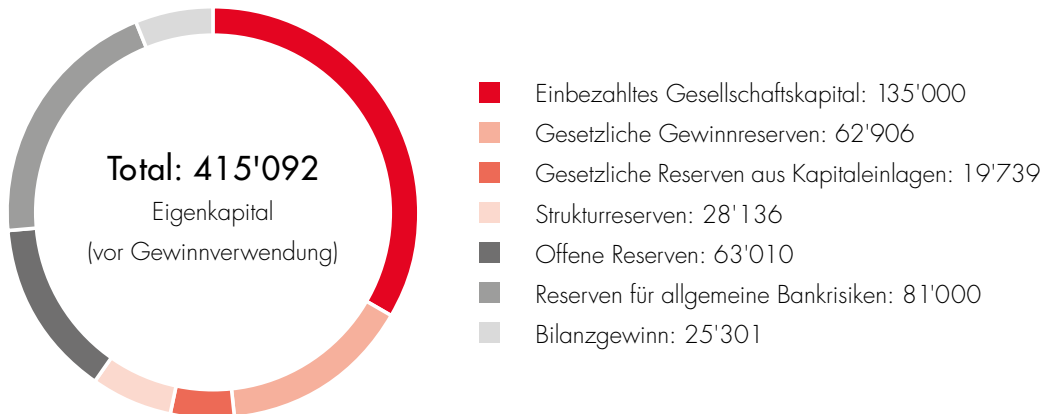 Total: 415'092
Eigenkapital
(vor Gewinnverwendung)
Einbezahltes Gesellschaftskapital: 135'000
Gesetzliche Gewinnreserven: 62'906
Gesetzliche Reserven aus Kapitaleinlagen: 19'739
Strukturreserven: 28'136
Offene Reserven: 63'010
Reserven für allgemeine Bankrisiken: 81'000
Bilanzgewinn: 25'301